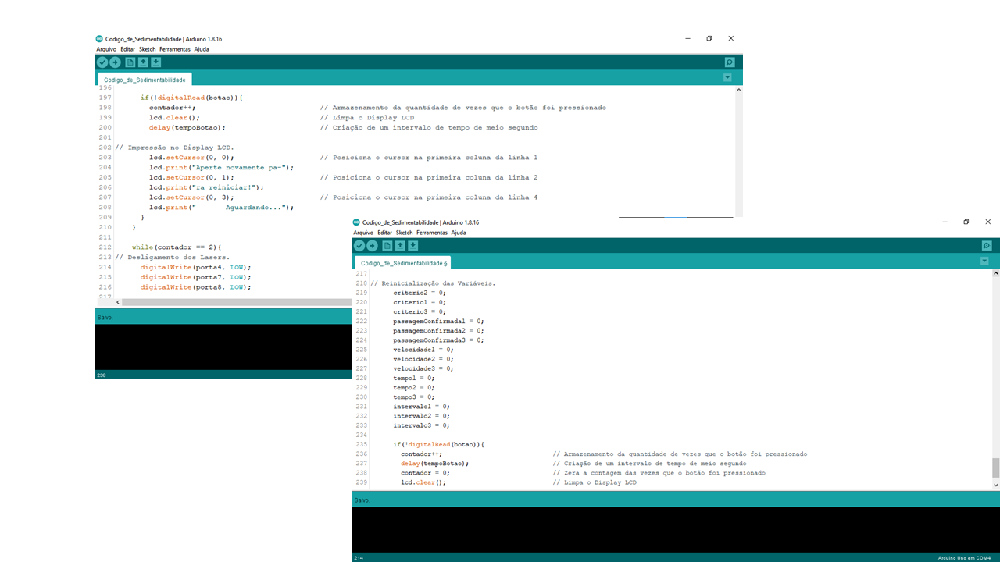 Codigo_de_Sedimentabilidade | Arduino 1.8.16
Arquivo Editar Sketch Ferramentas Ajuda
Codigo_de_Sedimentabilidade
196
197 if(!digitalRead(botao)){
198 contador++; // Armazenamento da quantidade de vezes que o botão foi pressionado
199 lcd.clear(); // Limpa o Display LCD
200 delay(tempoBotao); // Criação de um intervalo de tempo de meio segundo
201
202 // Impressão no Display LCD.
203 lcd.setCursor(0, 0); // Posiciona o cursor na primeira coluna da linha 1
204 lcd.print("Aperte novamente pa-");
205 lcd.setCursor(0, 1); // Posiciona o cursor na primeira coluna da linha 2
206 lcd.print("ra reiniciar!");
207 lcd.setCursor(0, 3); // Posiciona o cursor na primeira coluna da linha 4
208 lcd.print("      Aguardando...");
209 }
210 }
211
212 while(contador == 2){
213 // Desligamento dos Lasers.
214 digitalWrite(porta4, LOW);
215 digitalWrite(porta7, LOW);
216 digitalWrite(porta8, LOW);
217
Salvo.
238
Codigo_de_Sedimentabilidade | Arduino 1.8.16
Arquivo Editar Sketch Ferramentas Ajuda
Codigo_de_Sedimentabilidade §
217
218 // Reinicialização das Variáveis.
219 criterio2 = 0;
220 criterio1 = 0;
221 criterio3 = 0;
222 passagemConfirmada1 = 0;
223 passagemConfirmada2 = 0;
224 passagemConfirmada3 = 0;
225 velocidade1 = 0;
226 velocidade2 = 0;
227 velocidade3 = 0;
228 tempo1 = 0;
229 tempo2 = 0;
230 tempo3 = 0;
231 intervalo1 = 0;
232 intervalo2 = 0;
233 intervalo3 = 0;
234
235 if(!digitalRead(botao)){
236 contador++; // Armazenamento da quantidade de vezes que o botão foi pressionado
237 delay(tempoBotao); // Criação de um intervalo de tempo de meio segundo
238 contador = 0; // Zera a contagem das vezes que o botão foi pressionado
239 lcd.clear(); // Limpa o Display LCD
Salvo.
214 Arduino Uno em COM4